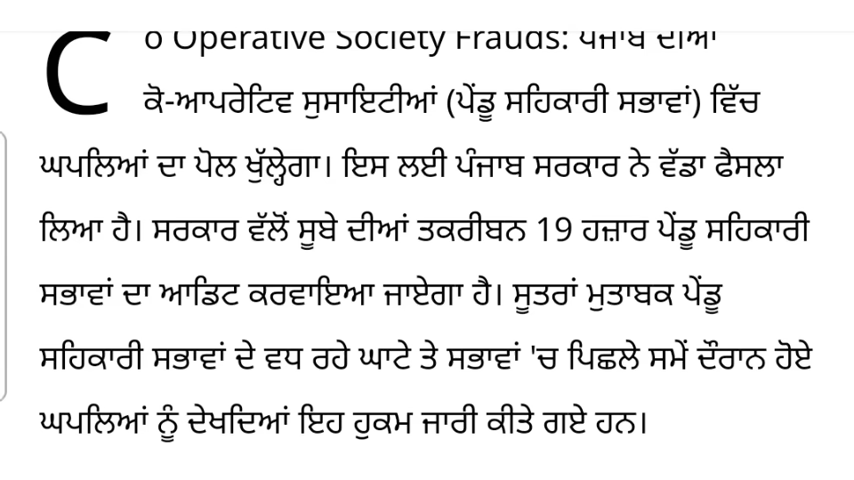 Co Operative Society Frauds: ਪੰਜਾਬ ਦੀਆਂ
ਕੋ-ਆਪਰੇਟਿਵ ਸੁਸਾਇਟੀਆਂ (ਪੇਂਡੂ ਸਹਿਕਾਰੀ ਸਭਾਵਾਂ) ਵਿੱਚ
ਘਪਲਿਆਂ ਦਾ ਪੋਲ ਖੁੱਲ੍ਹੇਗਾ। ਇਸ ਲਈ ਪੰਜਾਬ ਸਰਕਾਰ ਨੇ ਵੱਡਾ ਫੈਸਲਾ
ਲਿਆ ਹੈ। ਸਰਕਾਰ ਵੱਲੋਂ ਸੂਬੇ ਦੀਆਂ ਤਕਰੀਬਨ 19 ਹਜ਼ਾਰ ਪੇਂਡੂ ਸਹਿਕਾਰੀ
ਸਭਾਵਾਂ ਦਾ ਆਡਿਟ ਕਰਵਾਇਆ ਜਾਏਗਾ ਹੈ। ਸੂਤਰਾਂ ਮੁਤਾਬਕ ਪੇਂਡੂ
ਸਹਿਕਾਰੀ ਸਭਾਵਾਂ ਦੇ ਵਧ ਰਹੇ ਘਾਟੇ ਤੇ ਸਭਾਵਾਂ 'ਚ ਪਿਛਲੇ ਸਮੇਂ ਦੌਰਾਨ ਹੋਏ
ਘਪਲਿਆਂ ਨੂੰ ਦੇਖਦਿਆਂ ਇਹ ਹੁਕਮ ਜਾਰੀ ਕੀਤੇ ਗਏ ਹਨ।